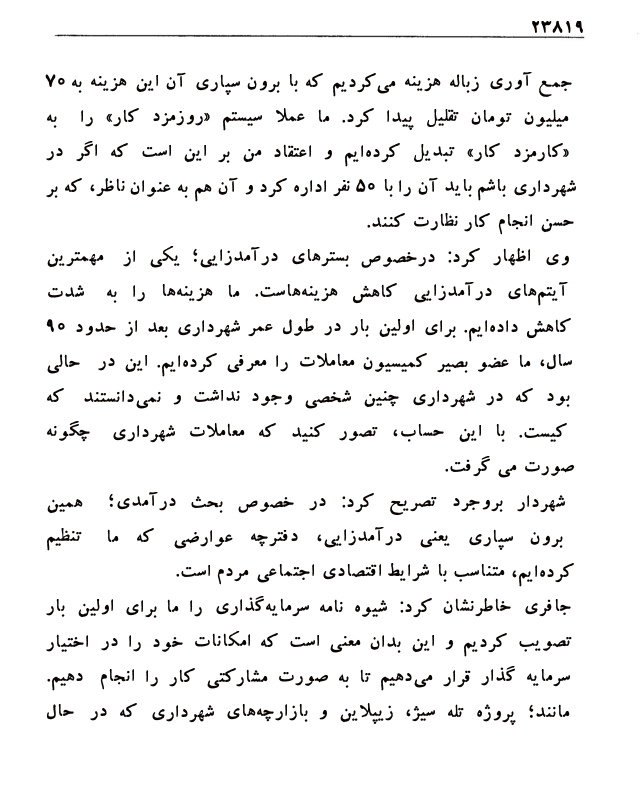 ۲۳۸۱۹
جمع آوری زباله هزینه می‌کردیم که با برون سپاری آن این هزینه به ۷۰
میلیون تومان تقلیل پیدا کرد. ما عملا سیستم «روزمزد کار» را به
«کارمزد کار» تبدیل کرده‌ایم و اعتقاد من بر این است که اگر در
شهرداری باشم باید آن را با ۵۰ نفر اداره کرد و آن هم به عنوان ناظر، که بر
حسن انجام کار نظارت کنند.
وی اظهار کرد: درخصوص بسترهای درآمدزایی؛ یکی از مهمترین
آیتم‌های درآمدزایی کاهش هزینه‌هاست. ما هزینه‌ها را به شدت
کاهش داده‌ایم. برای اولین بار در طول عمر شهرداری بعد از حدود ۹۰
سال، ما عضو بصیر کمیسیون معاملات را معرفی کرده‌ایم. این در حالی
بود که در شهرداری چنین شخصی وجود نداشت و نمی‌دانستند که
کیست. با این حساب، تصور کنید که معاملات شهرداری چگونه
صورت می گرفت.
شهردار بروجرد تصریح کرد: در خصوص بحث درآمدی؛ همین
برون سپاری یعنی درآمدزایی، دفترچه عوارضی که ما تنظیم
کرده‌ایم، متناسب با شرایط اقتصادی اجتماعی مردم است.
جافری خاطرنشان کرد: شیوه نامه سرمایه‌گذاری را ما برای اولین بار
تصویب کردیم و این بدان معنی است که امکانات خود را در اختیار
سرمایه گذار قرار می‌دهیم تا به صورت مشارکتی کار را انجام دهیم.
مانند؛ پروژه تله سیژ، زیپلاین و بازارچه‌های شهرداری که در حال